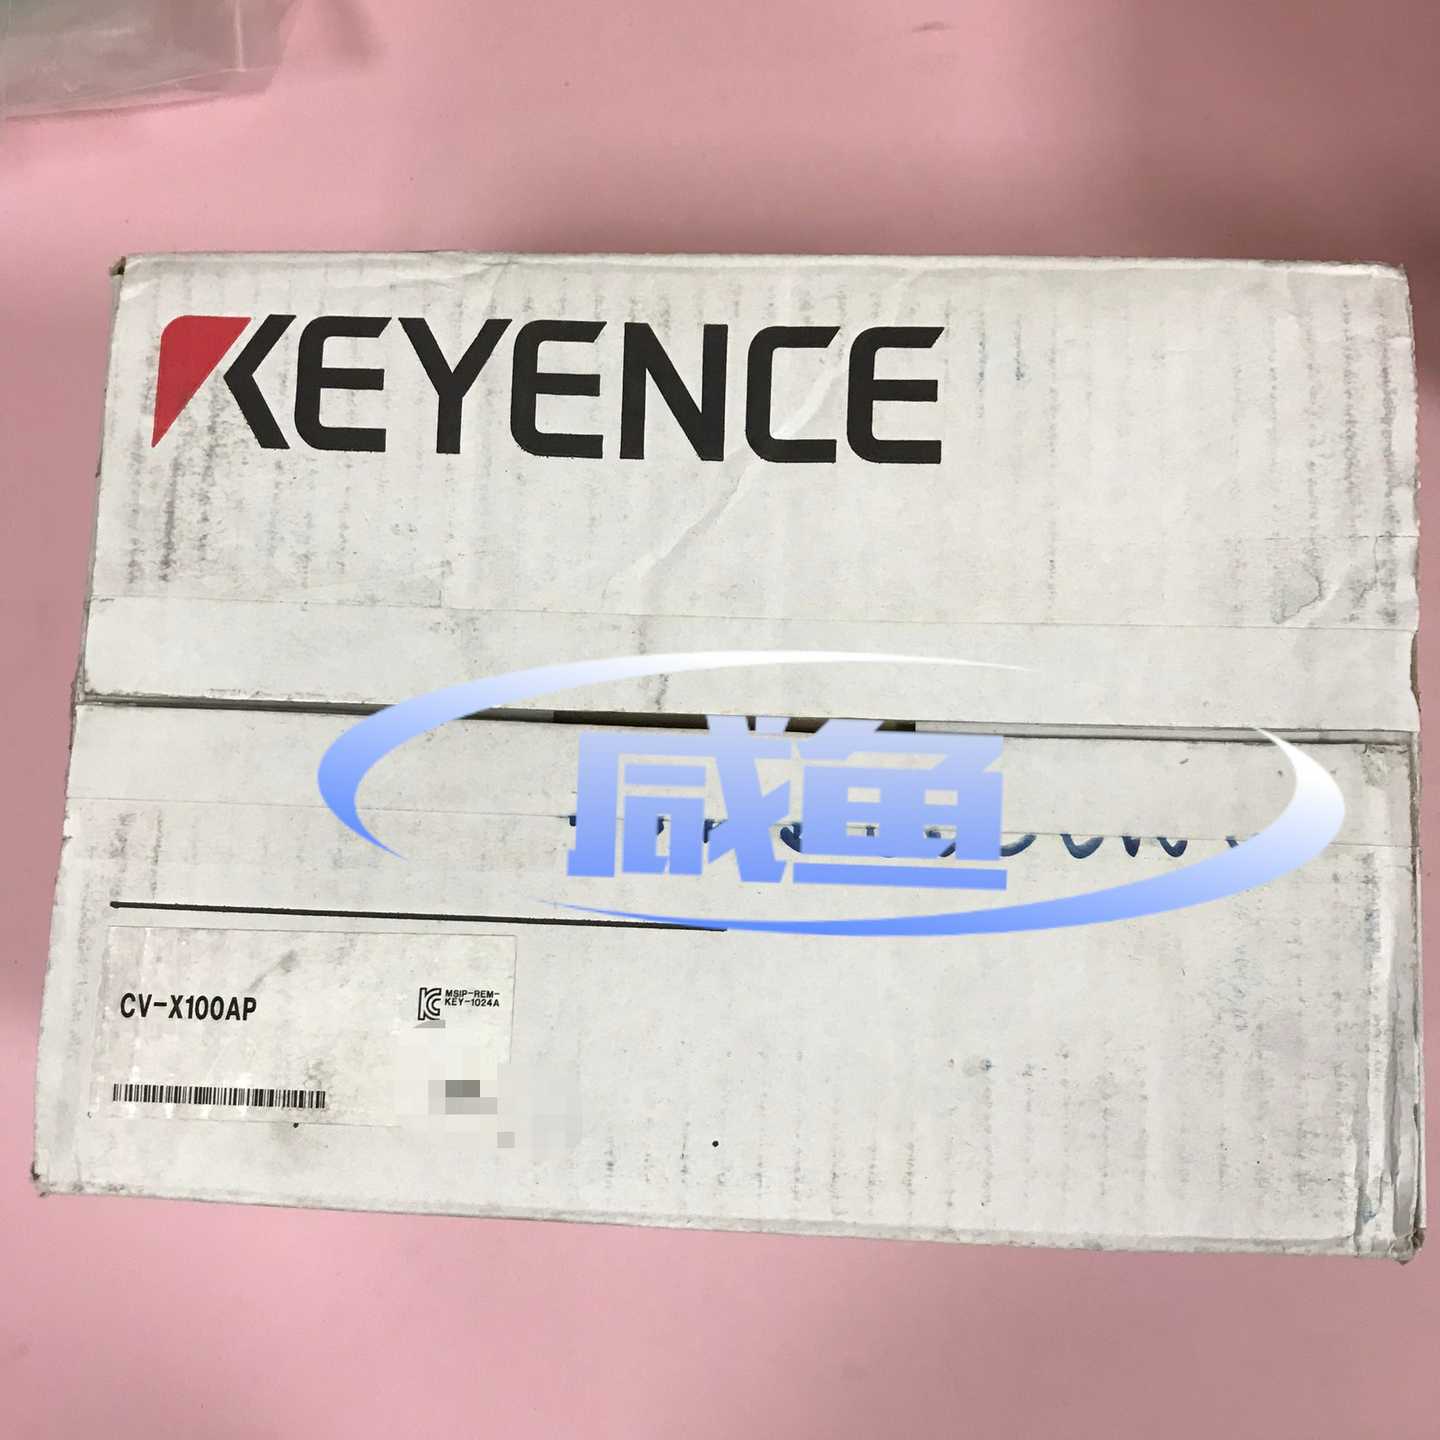 KEYENCE
咸鱼
CV-X100AP
MSIP-REM-
KEY-1024A